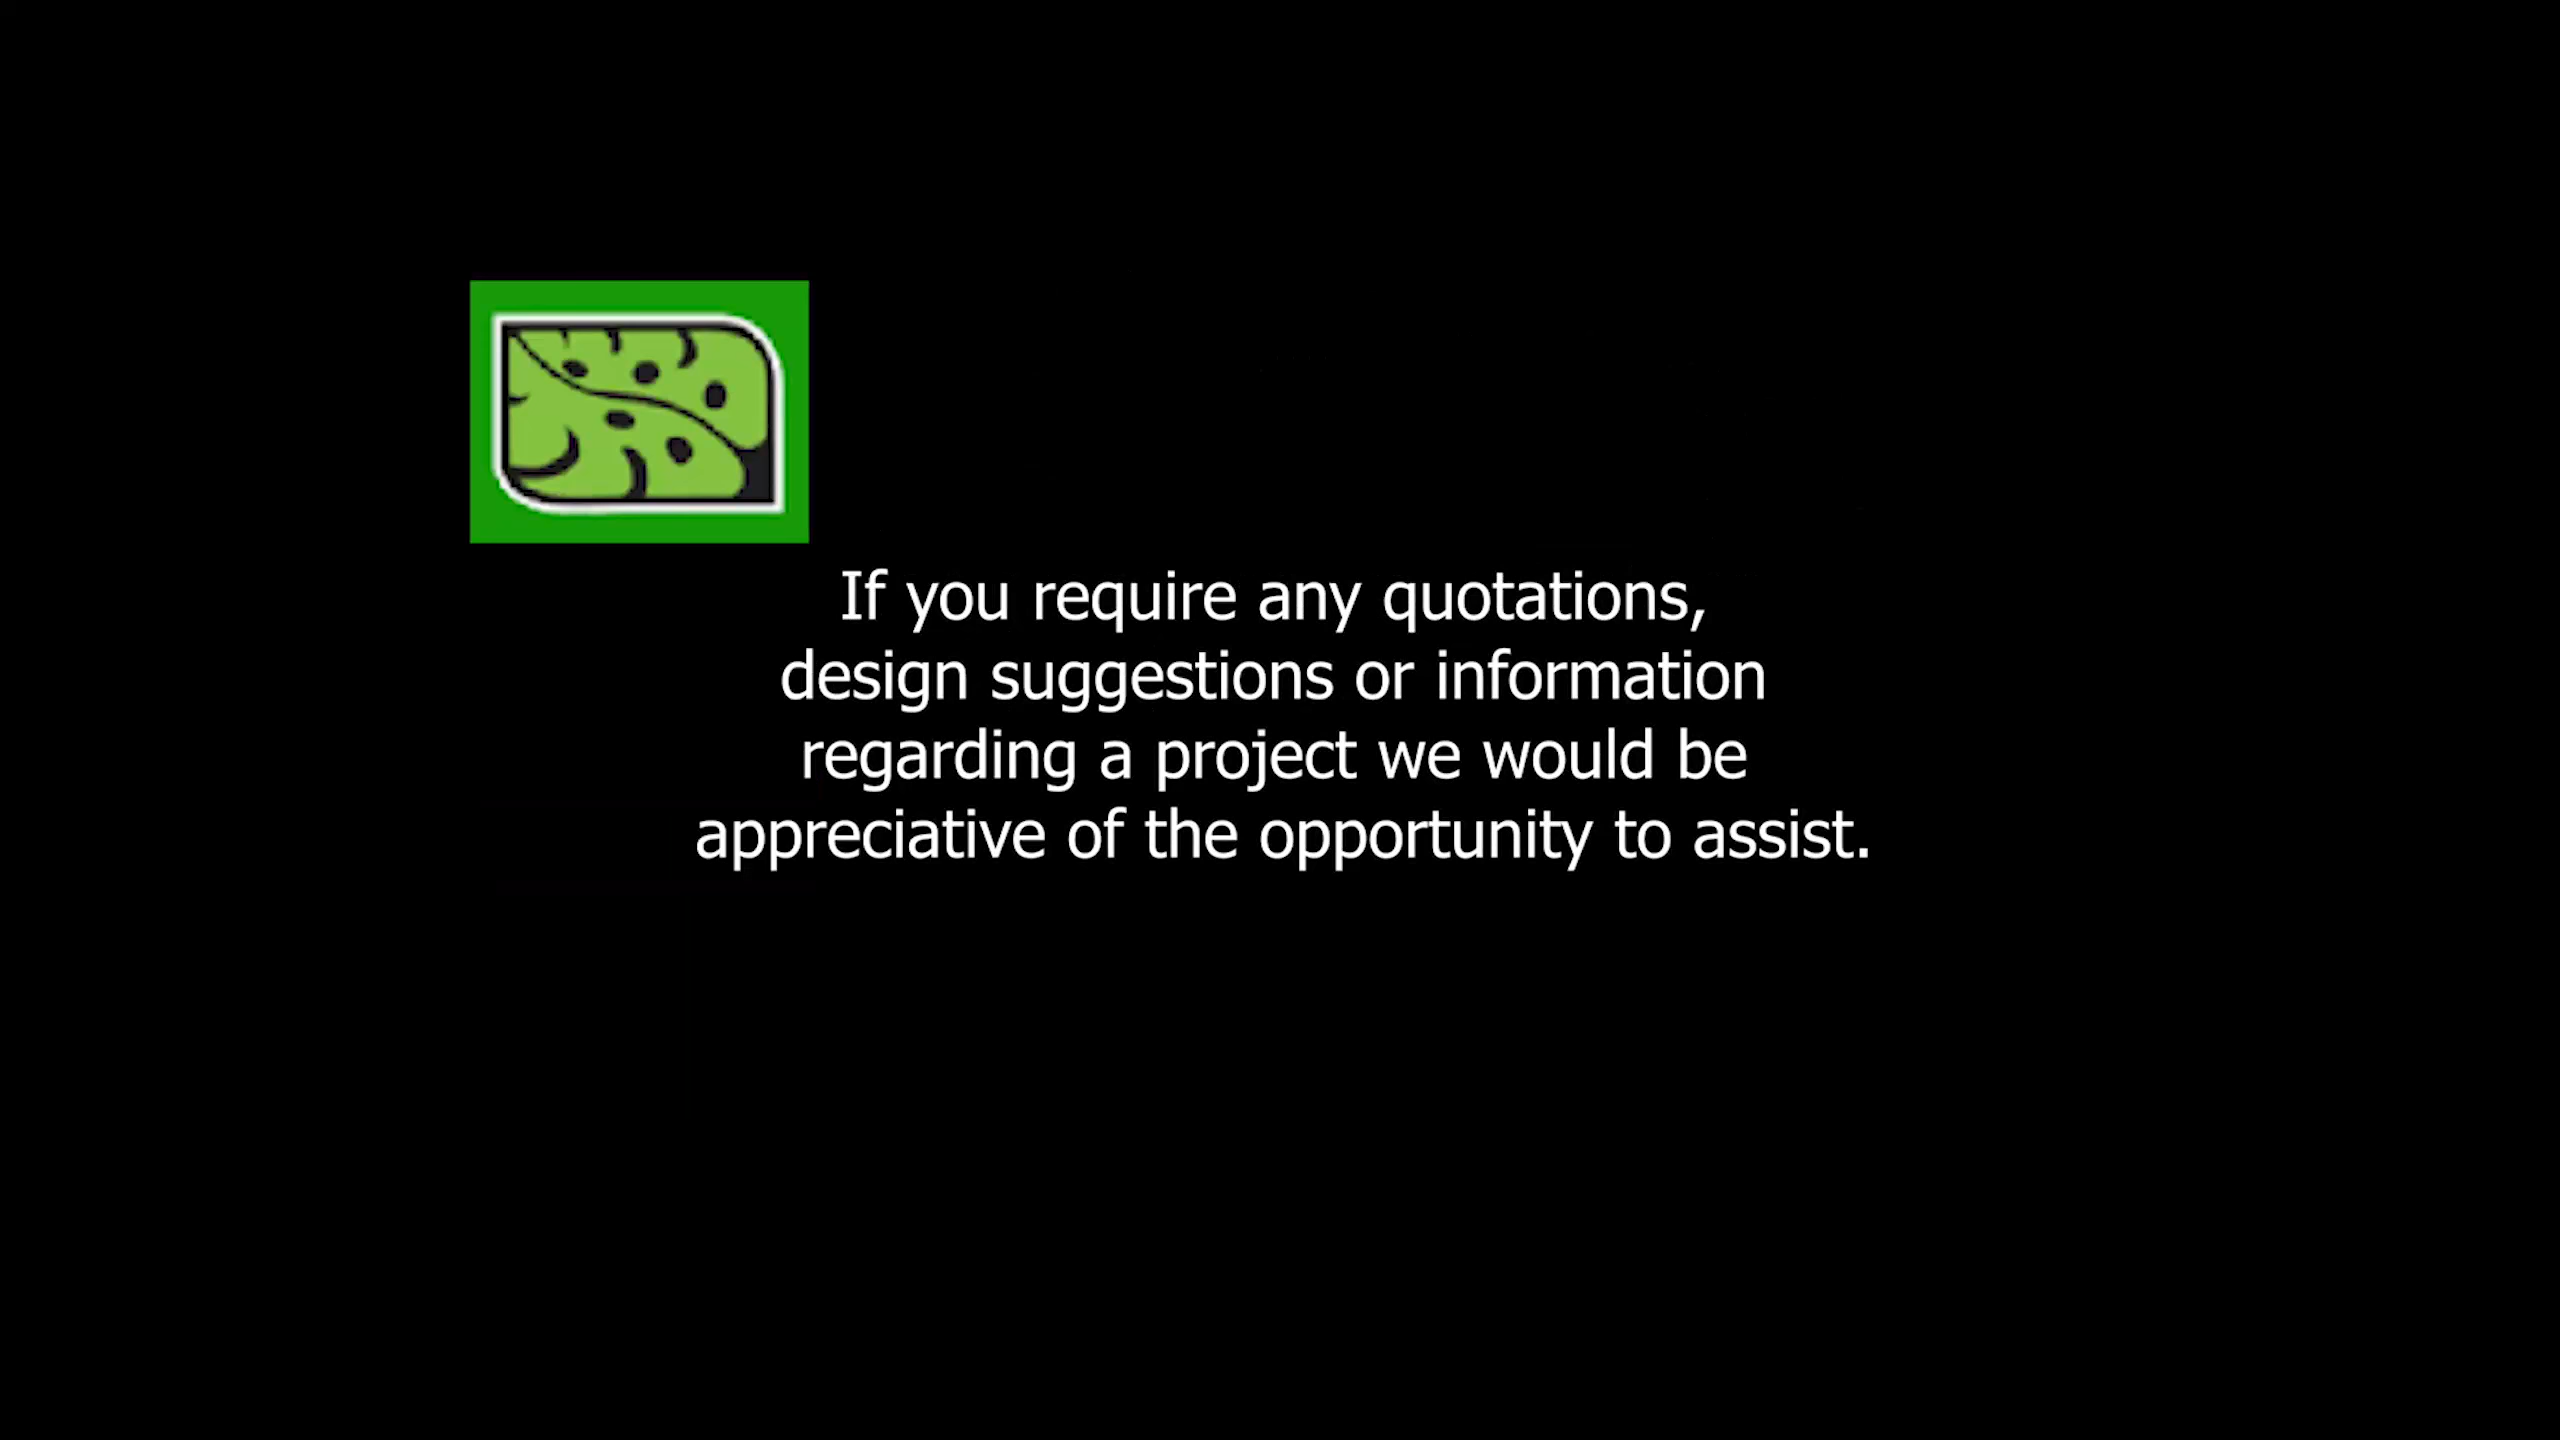 If you require any quotations,
design suggestions or information
regarding a project we would be
appreciative of the opportunity to assist.